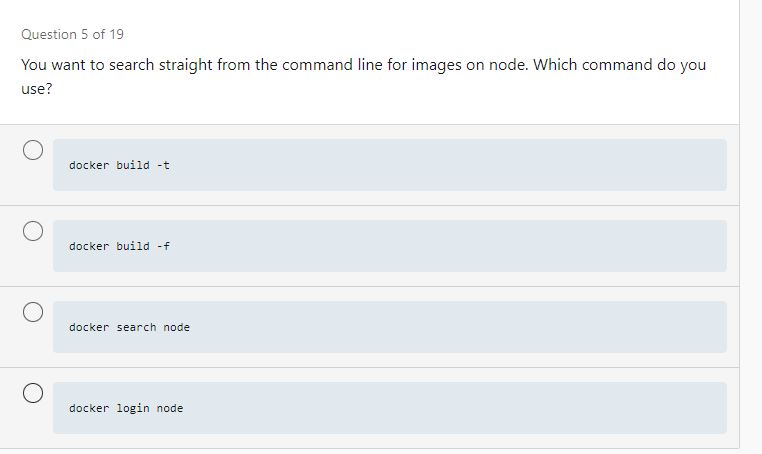 Question 5 of 19
You want to search straight from the command line for images on node. Which command do you
use?
docker build -t
docker build -f
docker search node
docker login node